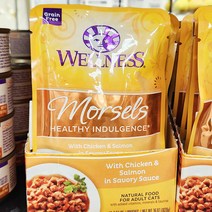 Grain
Free
WELLNESS
Morsels
HEALTHY INDULGENCE
With Chicken & Salmon
With Chicken &
Salmon
in Savory Sauce
NATURAL FOOD
FOR ADULT CATS